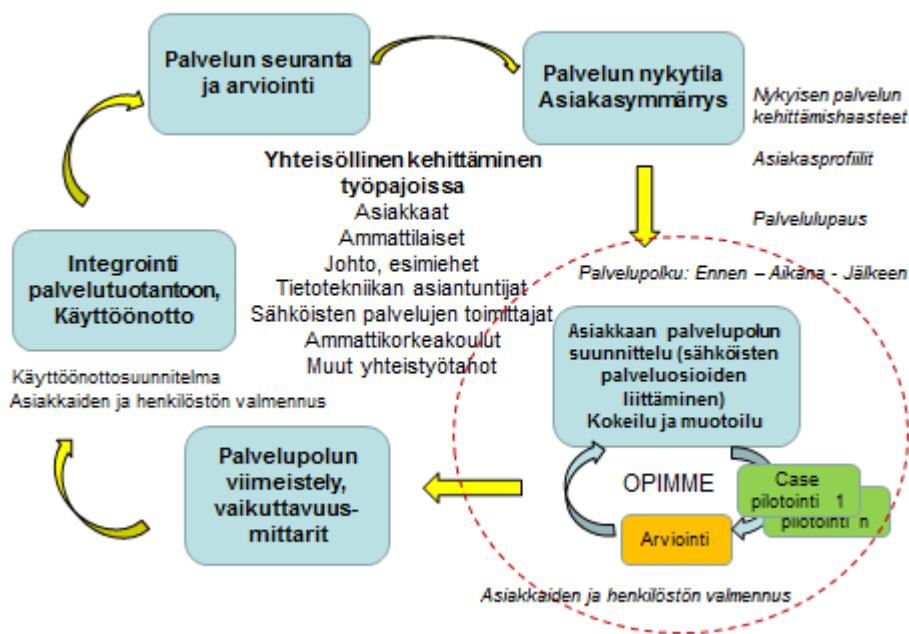 Palvelun seuranta
ja arviointi
Palvelun nykytila
Asiakasymmärrys
Nykyisen palvelun
kehittämishaasteet
Asiakasprofiilit
Palvelulupaus
Yhteisöllinen kehittäminen
työpajoissa
Asiakkaat
Ammattilaiset
Johto, esimiehet
Tietotekniikan asiantuntijat
Sähköisten palvelujen toimittajat
Ammattikorkeakoulut
Muut yhteistyötahot
Integrointi
palvelutuotantoon,
Käyttöönotto
Käyttöönottosuunnitelma
Asiakkaiden ja henkilöstön valmennus
Palvelupolku: Ennen – Aikana - Jälkeen
Asiakkaan palvelupolun
suunnittelu (sähköisten
palveluosioiden
liittäminen)
Kokeilu ja muotoilu
OPIMME
Case
pilotointi 1
pilotointi n
Arviointi
Palvelupolun
viimeistely,
vaikuttavuus-
mittarit
Asiakkaiden ja henkilöstön valmennus